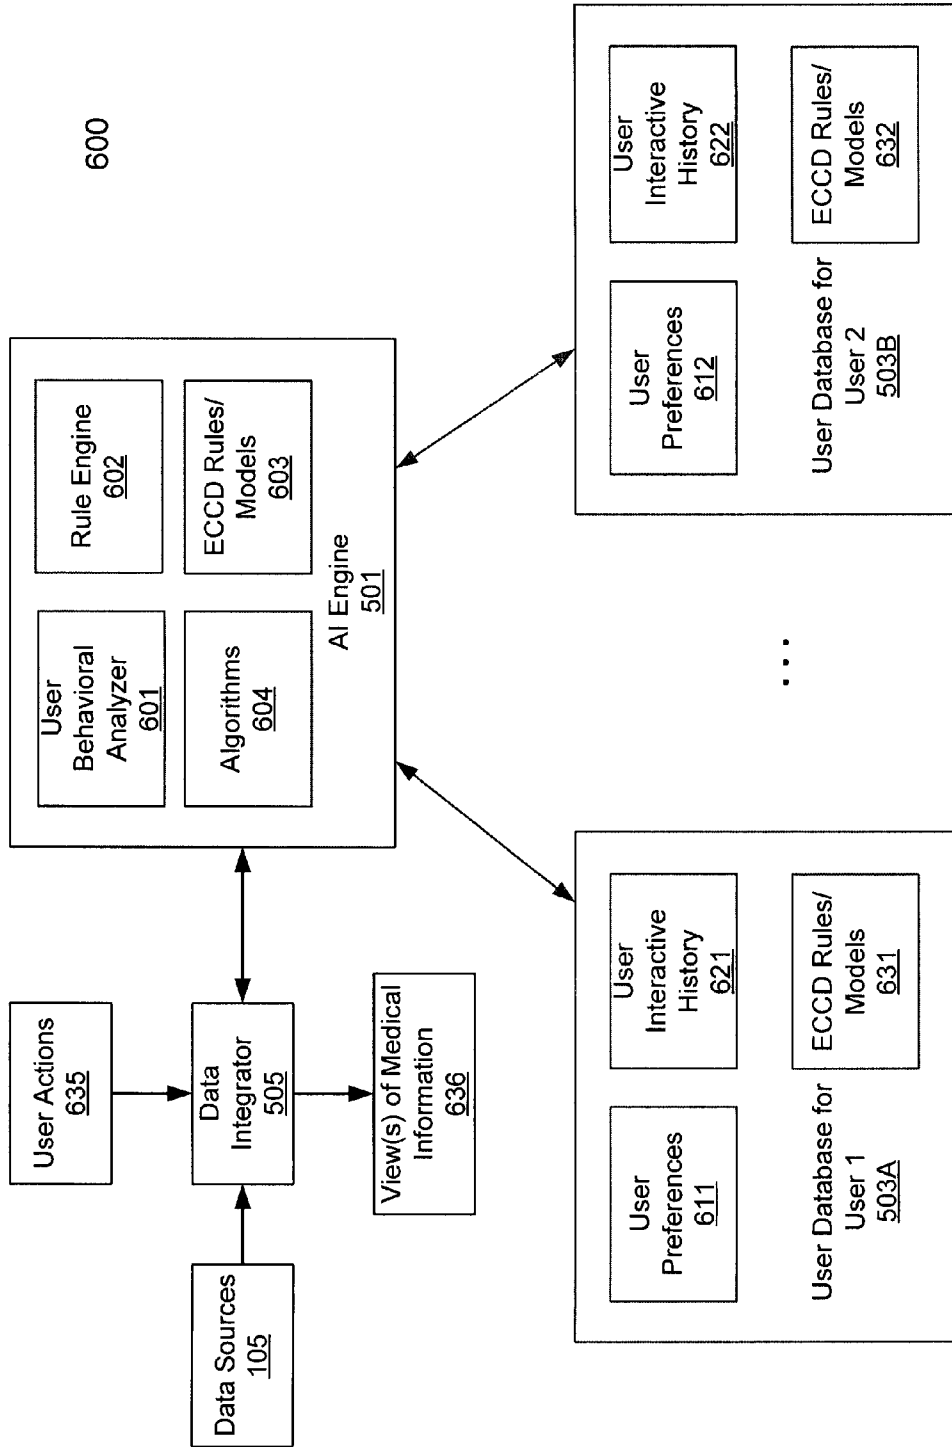 600
User Actions
635
Data Sources
105
Data
Integrator
505
View(s) of Medical
Information
636
User
Behavioral
Analyzer
601
Rule Engine
602
Algorithms
604
ECCD Rules/
Models
603
AI Engine
501
User
Preferences
611
User
Interactive
History
621
User Database for
User 1
503A
ECCD Rules/
Models
631
...
User
Preferences
612
User
Interactive
History
622
User Database for
User 2
503B
ECCD Rules/
Models
632